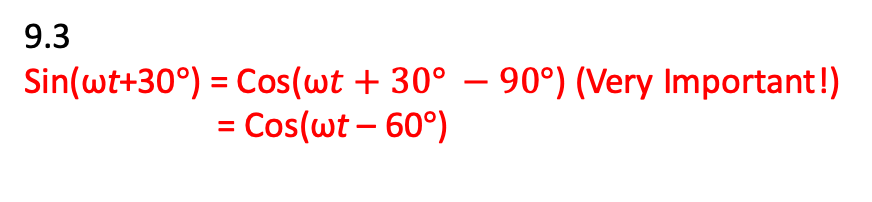 9.3
Sin(ωt+30°) = Cos(ωt + 30° − 90°) (Very Important!)
= Cos(ωt – 60°)